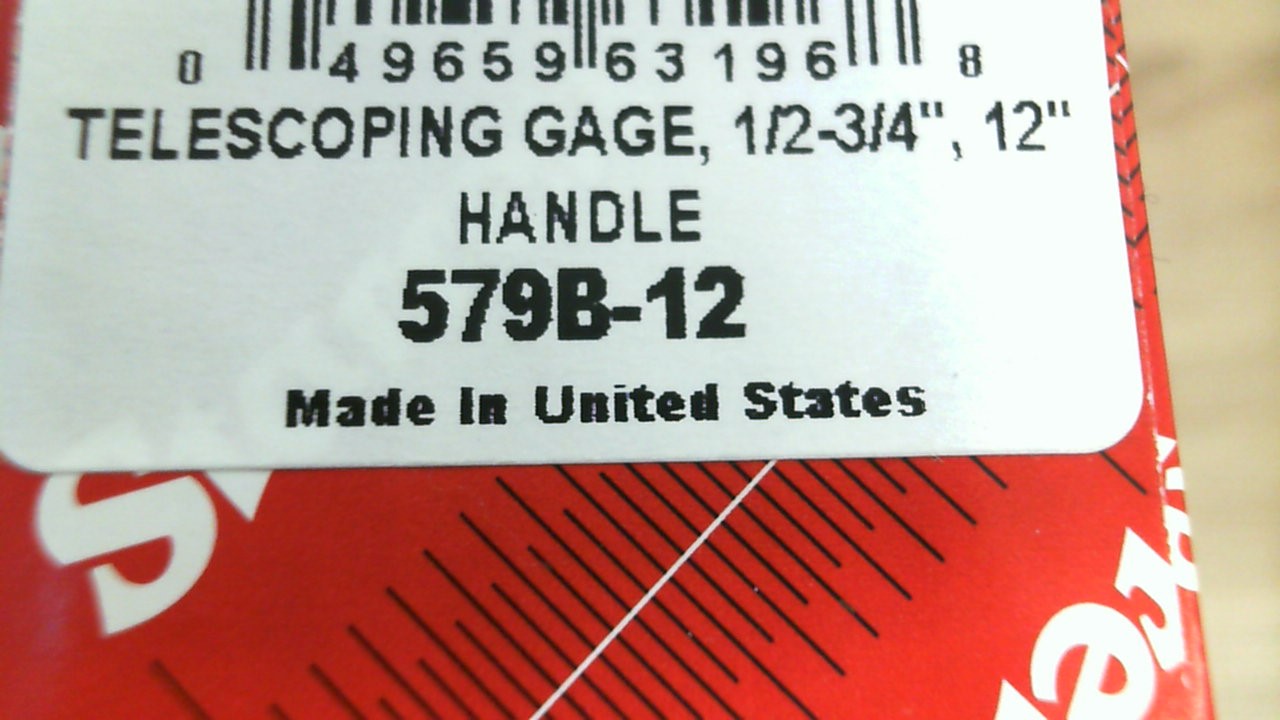 0 49659 63196 8
TELESCOPING GAGE, 1/2-3/4", 12"
HANDLE
579B-12
Made In United States